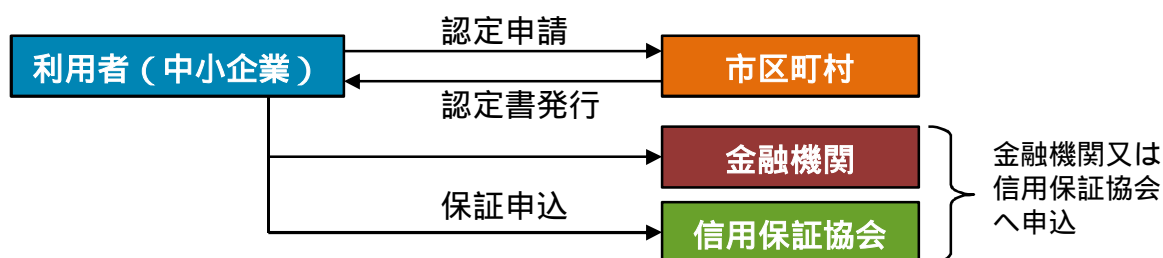 認定申請
利用者(中小企業)
市区町村
認定書発行
金融機関
保証申込
信用保証協会
金融機関又は
信用保証協会
へ申込